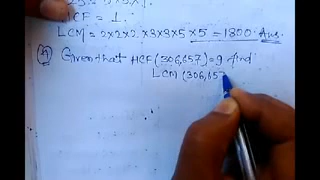 HCF = 1.
LCM = 2×2×2×3×3×5×5 = 1800 Ans.
(4) Given that HCF (306,657) = 9 find
LCM (306,657